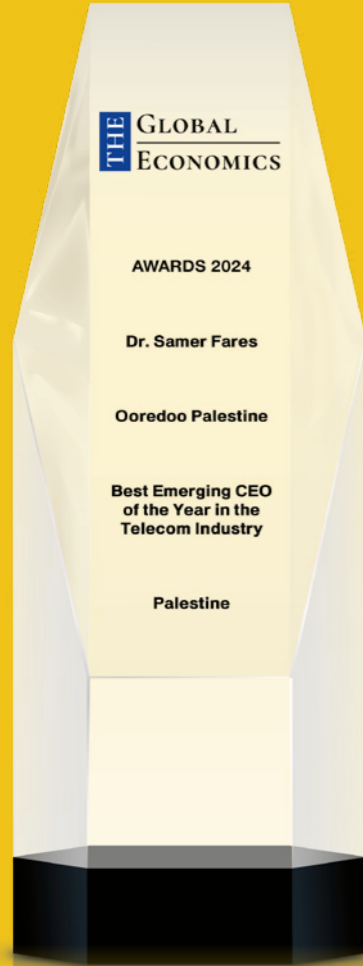 THE GLOBAL
ECONOMICS
AWARDS 2024
Dr. Samer Fares
Ooredoo Palestine
Best Emerging CEO
of the Year in the
Telecom Industry
Palestine